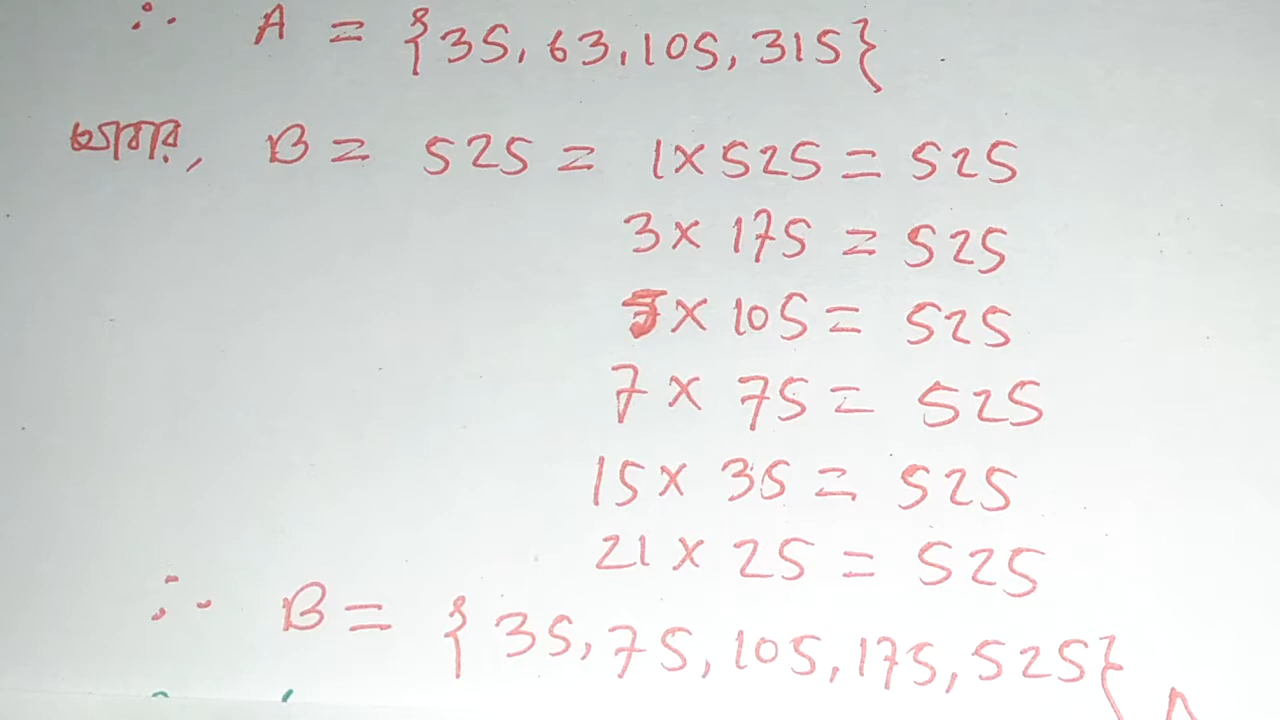 ∴ A = {35, 63, 105, 315}
আবার, B = 525 = 1 × 525 = 525
3 × 175 = 525
5 × 105 = 525
7 × 75 = 525
15 × 35 = 525
21 × 25 = 525
∴ B = {35, 75, 105, 175, 525}